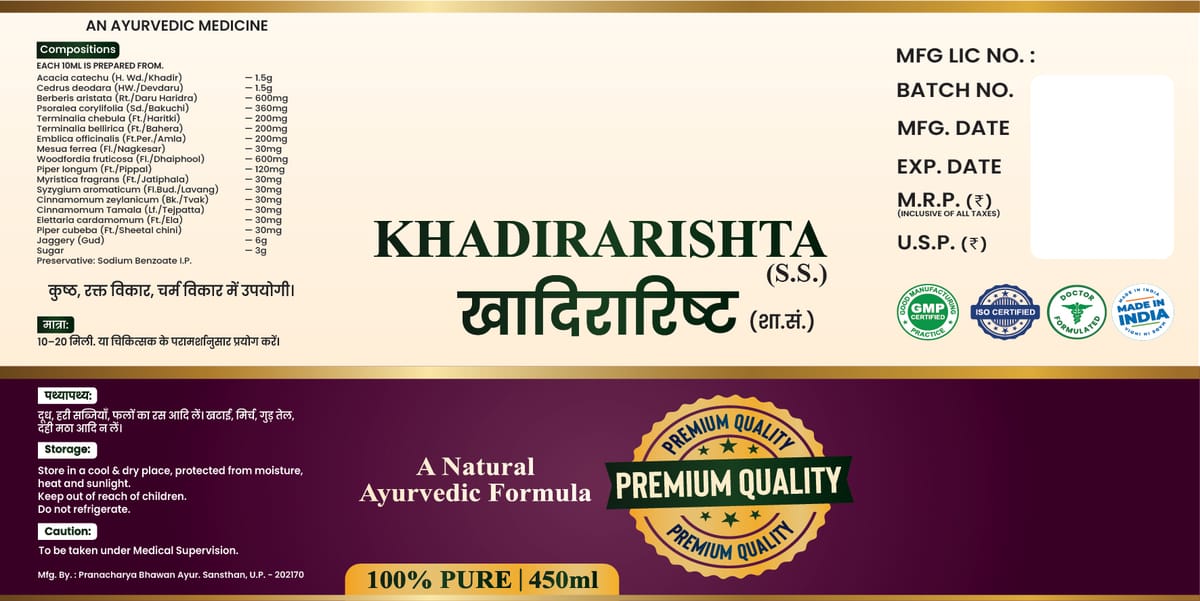 AN AYURVEDIC MEDICINE
Compositions
EACH 10ML IS PREPARED FROM.
Acacia catechu (H. Wd./Khadir) – 1.5g
Cedrus deodara (HW./Devdaru) – 1.5g
Berberis aristata (Rt./Daru Haridra) – 600mg
Psoralea corylifolia (Sd./Bakuchi) – 360mg
Terminalia chebula (Ft./Haritki) – 200mg
Terminalia bellirica (Ft./Bahera) – 200mg
Emblica officinalis (Ft.Per./Amla) – 200mg
Mesua ferrea (Fl./Nagkesar) – 30mg
Woodfordia fruticosa (Fl./Dhaiphool) – 600mg
Piper longum (Ft./Pippal) – 120mg
Myristica fragrans (Ft./Jatiphala) – 30mg
Syzygium aromaticum (Fl.Bud./Lavang) – 30mg
Cinnamomum zeylanicum (Bk./Tvak) – 30mg
Cinnamomum Tamala (Lf./Tejpatta) – 30mg
Elettaria cardamomum (Ft./Ela) – 30mg
Piper cubeba (Ft./Sheetal chini) – 30mg
Jaggery (Gud) – 6g
Sugar – 3g
Preservative: Sodium Benzoate I.P.
कुष्ठ, रक्त विकार, चर्म विकार में उपयोगी।
मात्रा:
10–20 मिली. या चिकित्सक के परामर्शानुसार प्रयोग करें।
पथ्यापथ्य:
दूध, हरी सब्जियाँ, फलों का रस आदि लें। खटाई, मिर्च, गुड़ तेल,
दही मठा आदि न लें।
Storage:
Store in a cool & dry place, protected from moisture,
heat and sunlight.
Keep out of reach of children.
Do not refrigerate.
Caution:
To be taken under Medical Supervision.
Mfg. By. : Pranacharya Bhawan Ayur. Sansthan, U.P. - 202170
KHADIRARISHTA
(S.S.)
खादिरारिष्ट (शा.सं.)
A Natural
Ayurvedic Formula
PREMIUM QUALITY
PREMIUM QUALITY
PREMIUM QUALITY
100% PURE | 450ml
MFG LIC NO. :
BATCH NO.
MFG. DATE
EXP. DATE
M.R.P. (₹)
(INCLUSIVE OF ALL TAXES)
U.S.P. (₹)
GOOD MANUFACTURING
GMP
CERTIFIED
PRACTICE
ISO CERTIFIED
DOCTOR
FORMULATED
MADE IN INDIA
MADE IN
INDIA
MADE IN INDIA